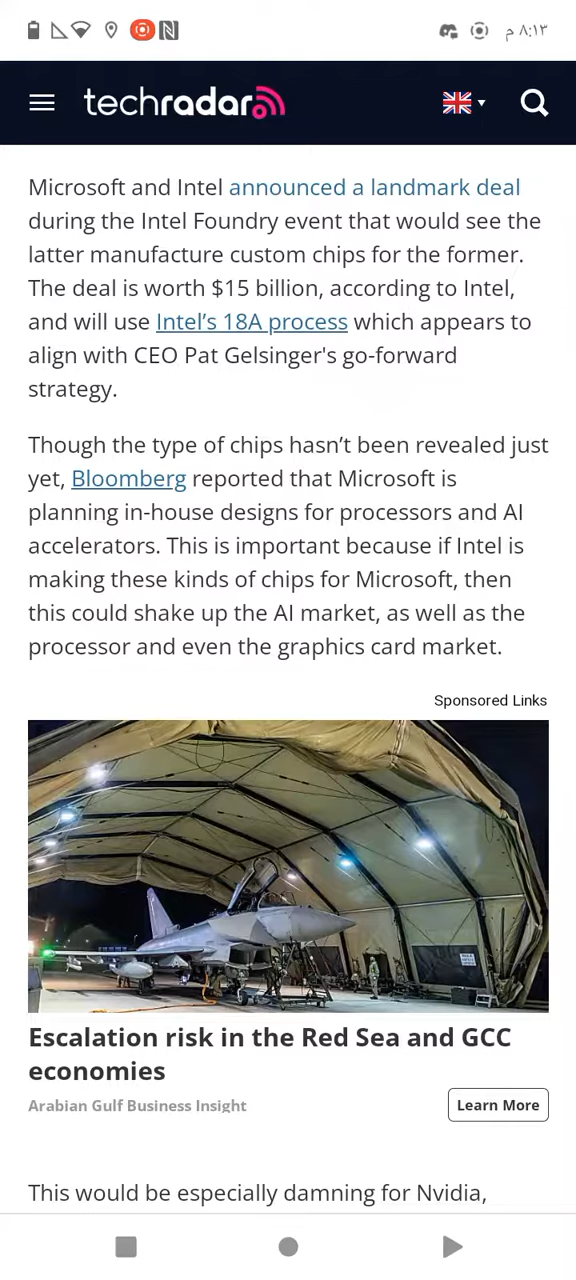 م ٨:١٣
techradar
Microsoft and Intel announced a landmark deal
during the Intel Foundry event that would see the
latter manufacture custom chips for the former.
The deal is worth $15 billion, according to Intel,
and will use Intel’s 18A process which appears to
align with CEO Pat Gelsinger's go-forward
strategy.
Though the type of chips hasn’t been revealed just
yet, Bloomberg reported that Microsoft is
planning in-house designs for processors and AI
accelerators. This is important because if Intel is
making these kinds of chips for Microsoft, then
this could shake up the AI market, as well as the
processor and even the graphics card market.
Sponsored Links
Escalation risk in the Red Sea and GCC
economies
Arabian Gulf Business Insight
Learn More
This would be especially damning for Nvidia,